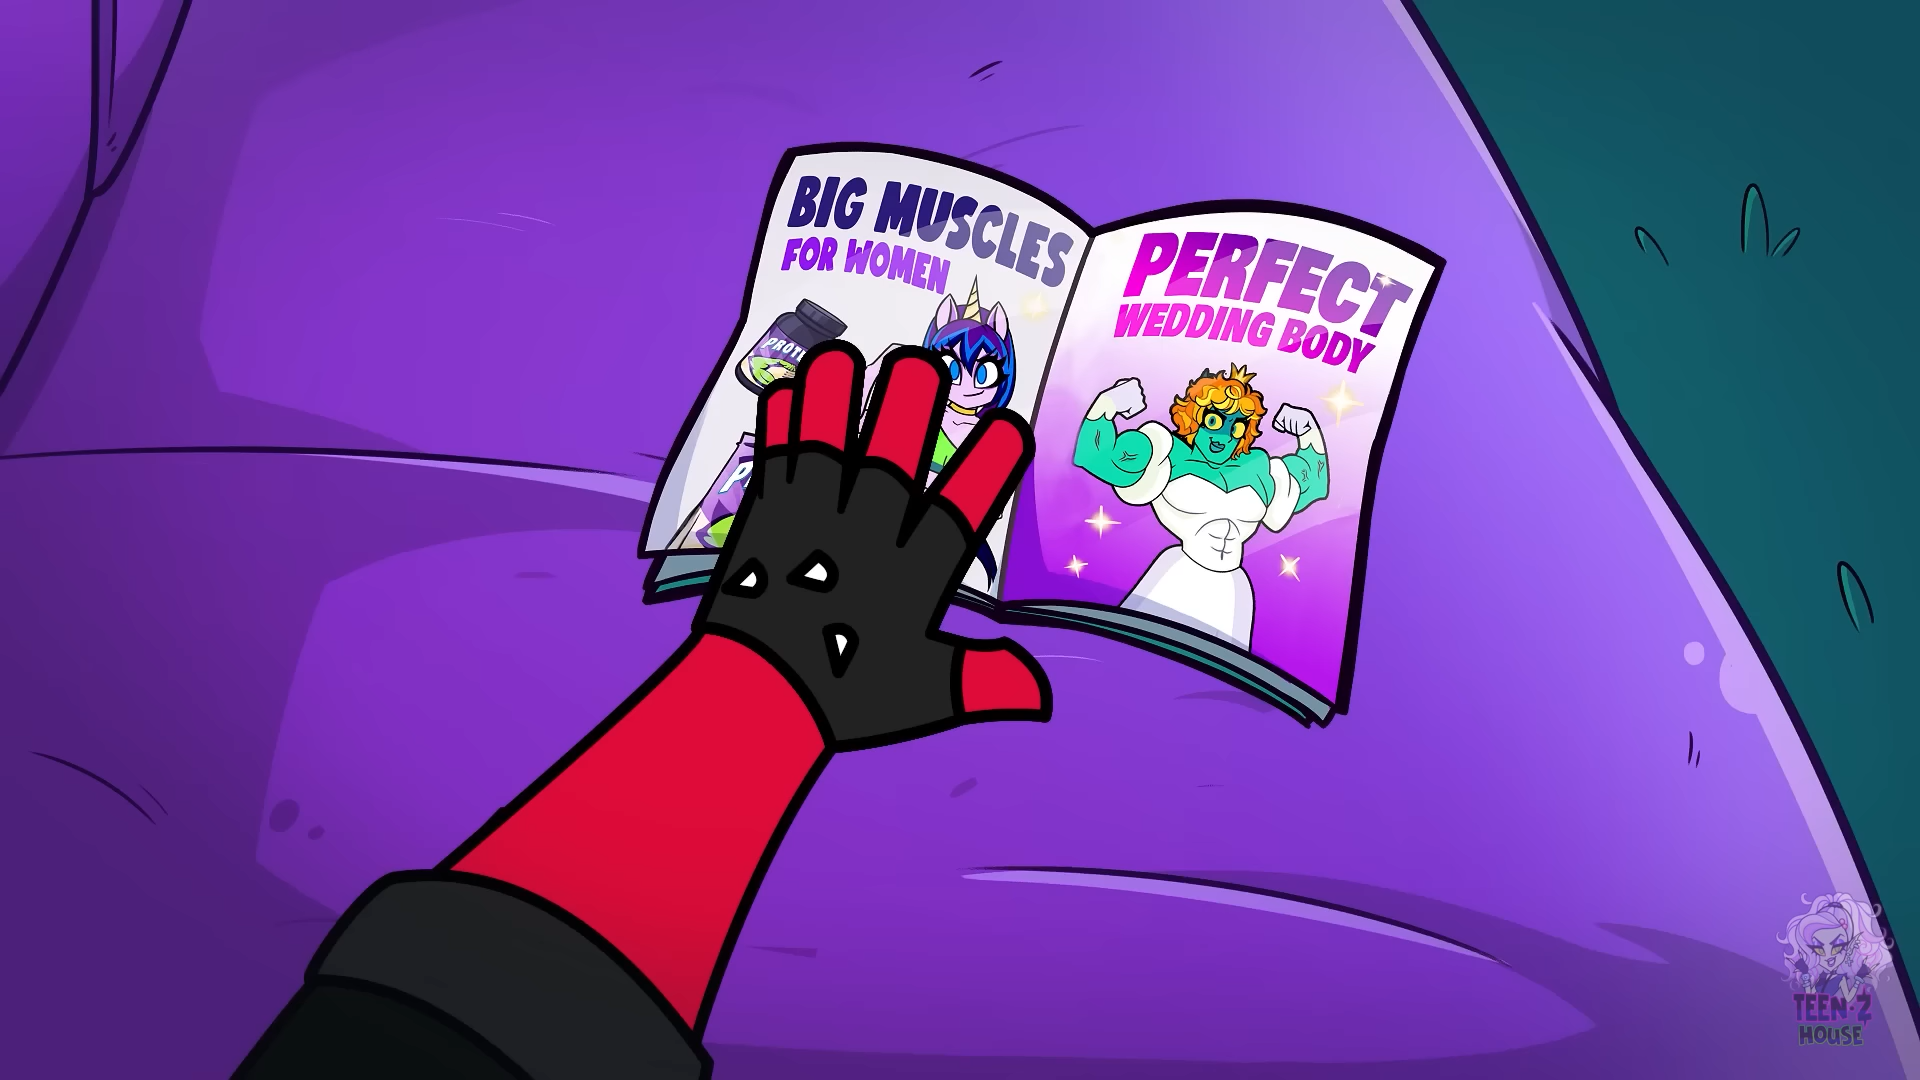 BIG MUSCLES
FOR WOMEN
PERFECT
WEDDING BODY
TEEN-Z
HOUSE